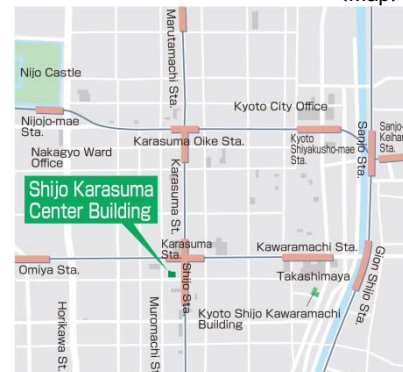 (Map)
Marutamachi Sta.
Nijo Castle
Kyoto City Office
Nijojo-mae
Sta.
Karasuma Oike Sta.
Kyoto
Shiyakusho-mae
Sta.
Sanjo Sta.
Sanjo-
Keihan
Sta.
Nakagyo Ward
Office
Karasuma St.
Shijo Karasuma
Center Building
Karasuma
Sta.
Kawaramachi Sta.
Omiya Sta.
Shijo Sta.
Takashimaya
Gion Shijo Sta.
Horikawa St.
Muromachi St.
Kyoto Shijo Kawaramachi
Building